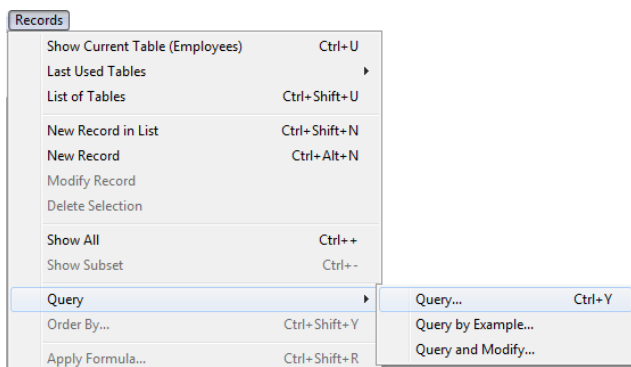 Records
Show Current Table (Employees) Ctrl+U
Last Used Tables
List of Tables Ctrl+Shift+U
New Record in List Ctrl+Shift+N
New Record Ctrl+Alt+N
Modify Record
Delete Selection
Show All Ctrl++
Show Subset Ctrl+-
Query Query... Ctrl+Y
Order By... Ctrl+Shift+Y Query by Example...
Query and Modify...
Apply Formula... Ctrl+Shift+R